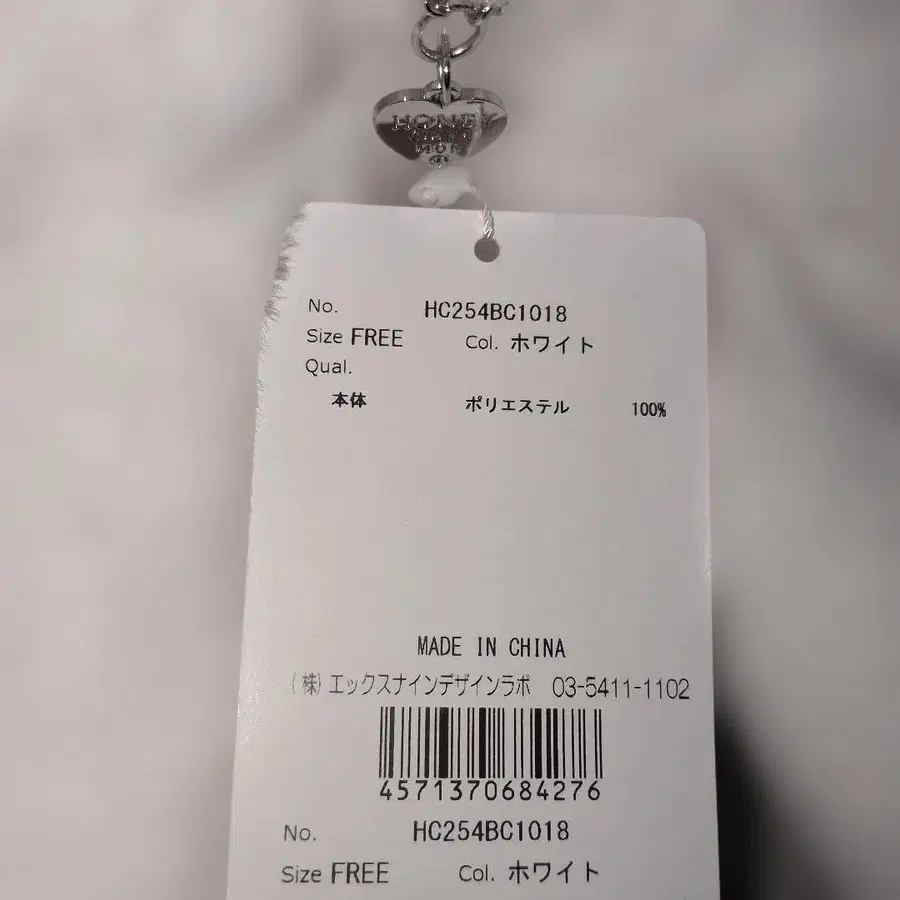 HONEY
No. HC254BC1018
Size FREE Col. ホワイト
Qual.
本体 ポリエステル 100%
MADE IN CHINA
(株)エックスナインデザインラボ 03-5411-1102
4571370684276
No. HC254BC1018
Size FREE Col. ホワイト